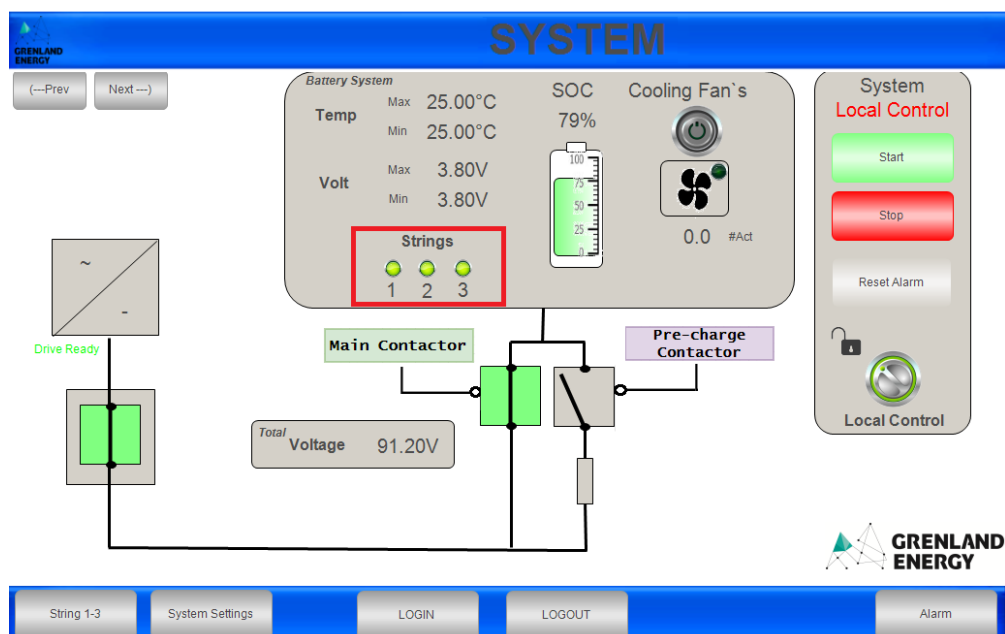 SYSTEM
GRENLAND
ENERGY
(---Prev
Next ---)
Battery System
Temp
Max 25.00°C
Min 25.00°C
Volt
Max 3.80V
Min 3.80V
Strings
1 2 3
SOC
79%
100
75
50
25
0
Cooling Fan`s
0.0 #Act
System
Local Control
Start
Stop
Reset Alarm
Local Control
~
-
Drive Ready
Main Contactor
Pre-charge
Contactor
Total
Voltage 91.20V
GRENLAND
ENERGY
String 1-3
System Settings
LOGIN
LOGOUT
Alarm